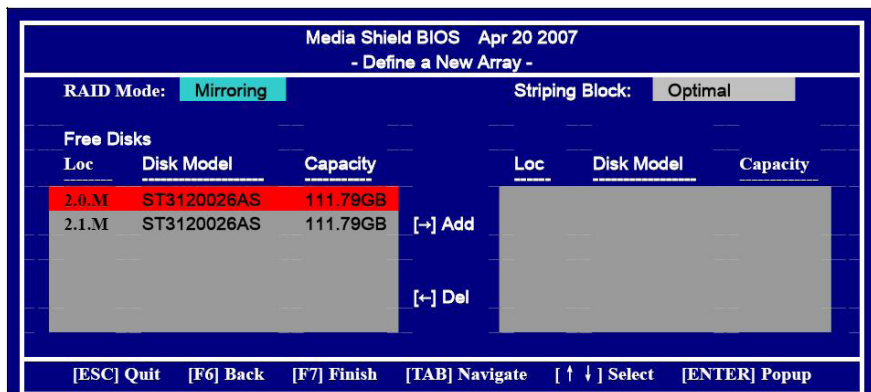 Media Shield BIOS Apr 20 2007
- Define a New Array -
RAID Mode: Mirroring Striping Block: Optimal
Free Disks
Loc Disk Model Capacity Loc Disk Model Capacity
2.0.M ST3120026AS 111.79GB
2.1.M ST3120026AS 111.79GB [→] Add
[←] Del
[ESC] Quit [F6] Back [F7] Finish [TAB] Navigate [↑ ↓] Select [ENTER] Popup